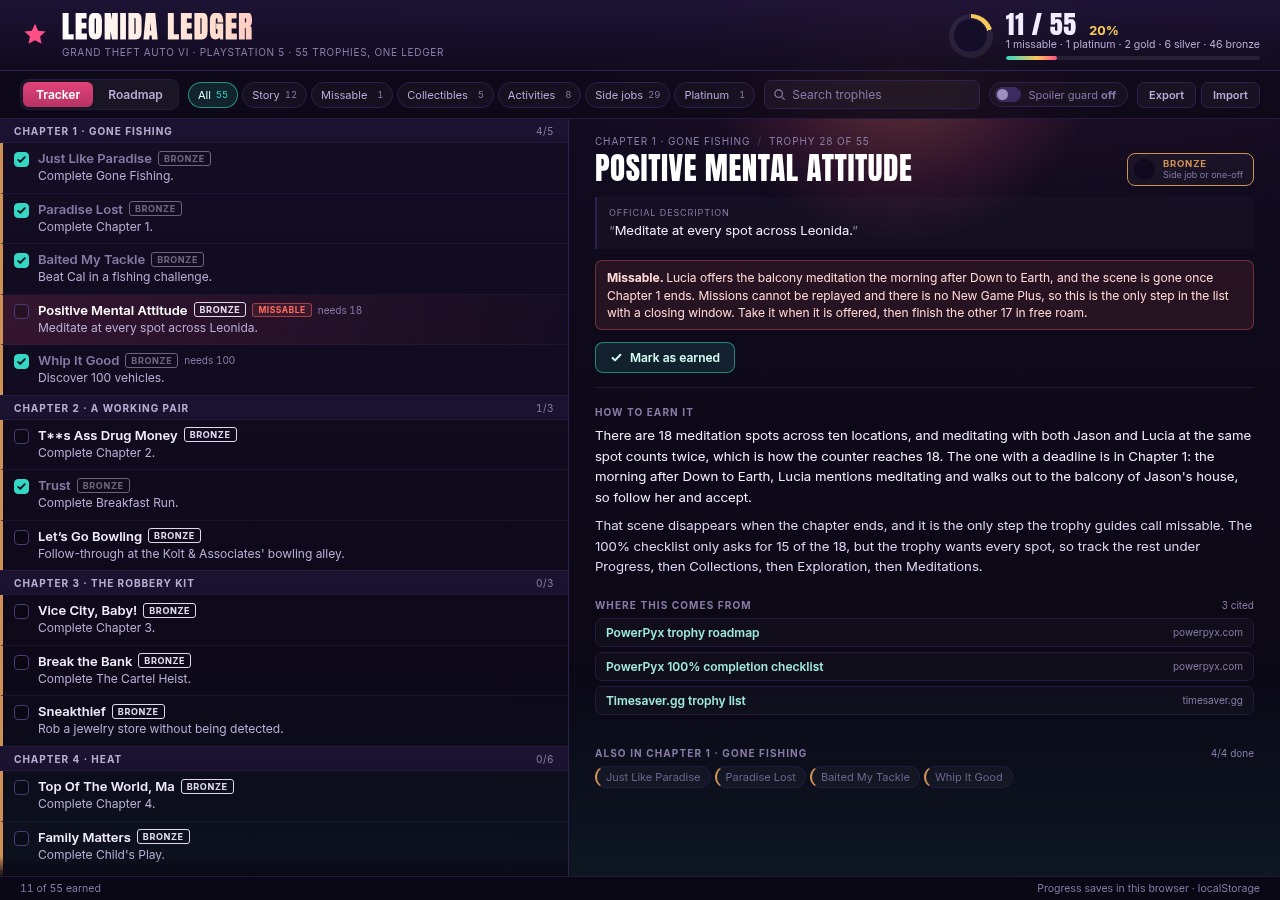 LEONIDA LEDGER
GRAND THEFT AUTO VI · PLAYSTATION 5 · 55 TROPHIES, ONE LEDGER
11 / 55 20%
1 missable · 1 platinum · 2 gold · 6 silver · 46 bronze
Tracker Roadmap All 55 Story 12 Missable 1 Collectibles 5 Activities 8 Side jobs 29 Platinum 1 Search trophies Spoiler guard off Export Import
CHAPTER 1 · GONE FISHING 4/5
Just Like Paradise BRONZE
Complete Gone Fishing.
Paradise Lost BRONZE
Complete Chapter 1.
Baited My Tackle BRONZE
Beat Cal in a fishing challenge.
Positive Mental Attitude BRONZE MISSABLE needs 18
Meditate at every spot across Leonida.
Whip It Good BRONZE needs 100
Discover 100 vehicles.
CHAPTER 2 · A WORKING PAIR 1/3
T**s Ass Drug Money BRONZE
Complete Chapter 2.
Trust BRONZE
Complete Breakfast Run.
Let’s Go Bowling BRONZE
Follow-through at the Kolt & Associates’ bowling alley.
CHAPTER 3 · THE ROBBERY KIT 0/3
Vice City, Baby! BRONZE
Complete Chapter 3.
Break the Bank BRONZE
Complete The Cartel Heist.
Sneakthief BRONZE
Rob a jewelry store without being detected.
CHAPTER 4 · HEAT 0/6
Top Of The World, Ma BRONZE
Complete Chapter 4.
Family Matters BRONZE
Complete Child's Play.
CHAPTER 1 · GONE FISHING / TROPHY 28 OF 55
POSITIVE MENTAL ATTITUDE
BRONZE
Side job or one-off
OFFICIAL DESCRIPTION
“Meditate at every spot across Leonida.”
Missable. Lucia offers the balcony meditation the morning after Down to Earth, and the scene is gone once
Chapter 1 ends. Missions cannot be replayed and there is no New Game Plus, so this is the only step in the list
with a closing window. Take it when it is offered, then finish the other 17 in free roam.
Mark as earned
HOW TO EARN IT
There are 18 meditation spots across ten locations, and meditating with both Jason and Lucia at the same
spot counts twice, which is how the counter reaches 18. The one with a deadline is in Chapter 1: the
morning after Down to Earth, Lucia mentions meditating and walks out to the balcony of Jason's house,
so follow her and accept.
That scene disappears when the chapter ends, and it is the only step the trophy guides call missable. The
100% checklist only asks for 15 of the 18, but the trophy wants every spot, so track the rest under
Progress, then Collections, then Exploration, then Meditations.
WHERE THIS COMES FROM 3 cited
PowerPyx trophy roadmap powerpyx.com
PowerPyx 100% completion checklist powerpyx.com
Timesaver.gg trophy list timesaver.gg
ALSO IN CHAPTER 1 · GONE FISHING 4/4 done
Just Like Paradise Paradise Lost Baited My Tackle Whip It Good
11 of 55 earned
Progress saves in this browser · localStorage